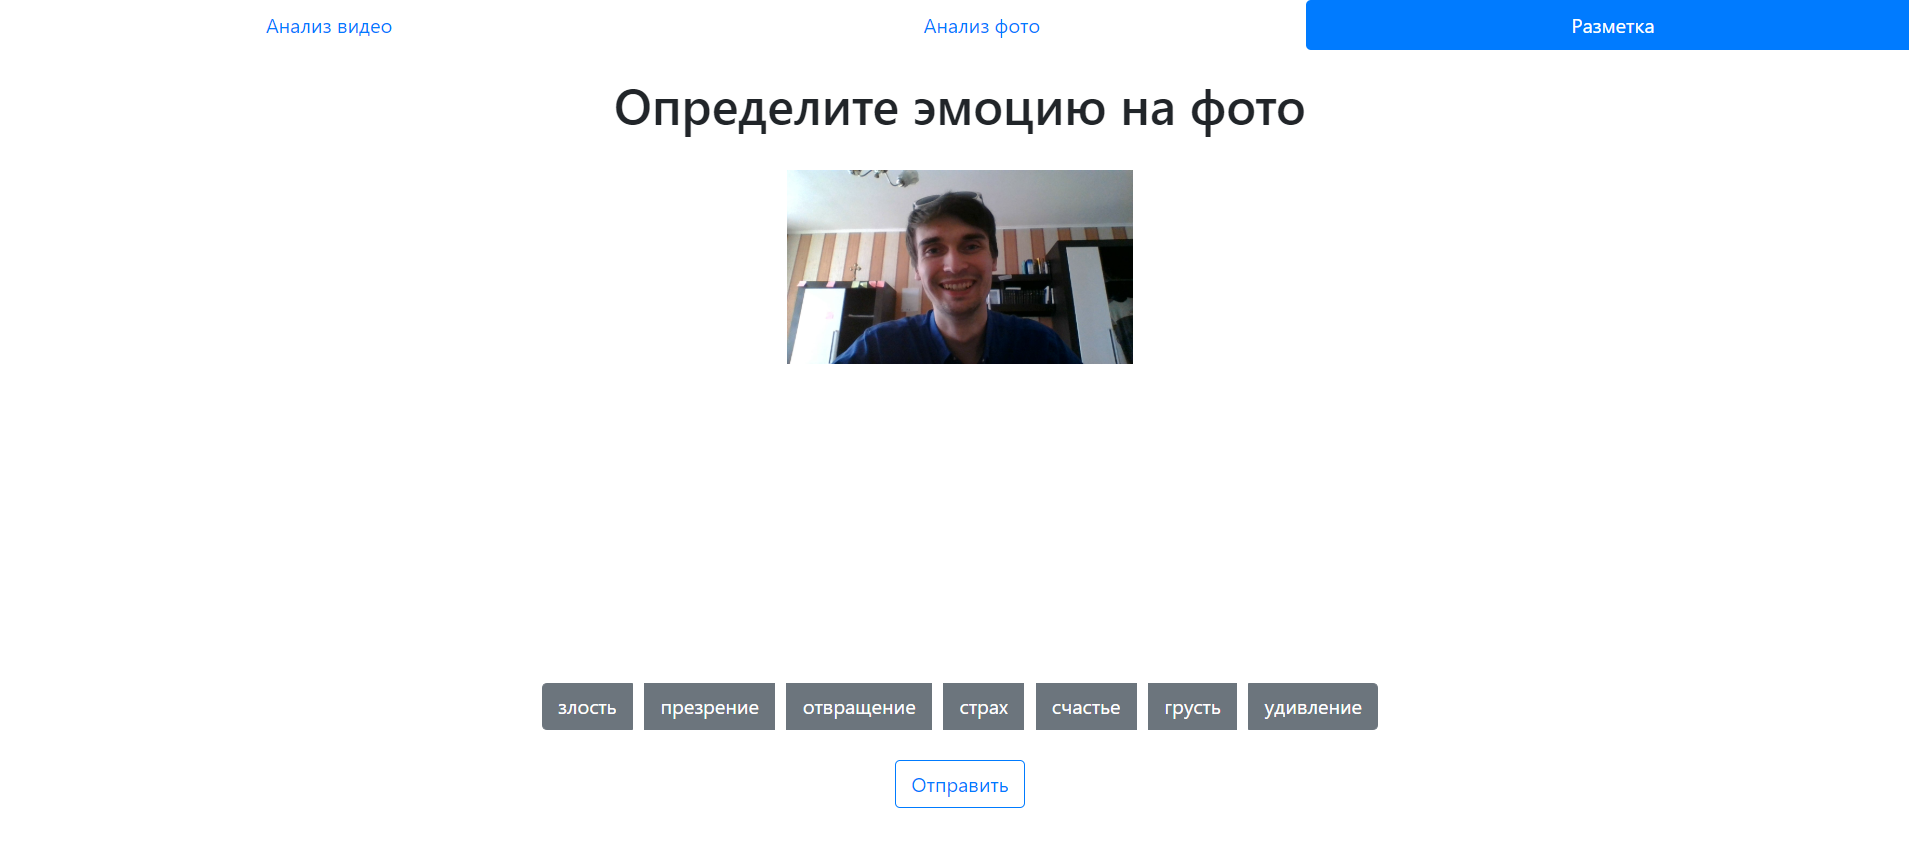 Анализ видео Анализ фото Разметка
Определите эмоцию на фото
злость презрение отвращение страх счастье грусть удивление
Отправить